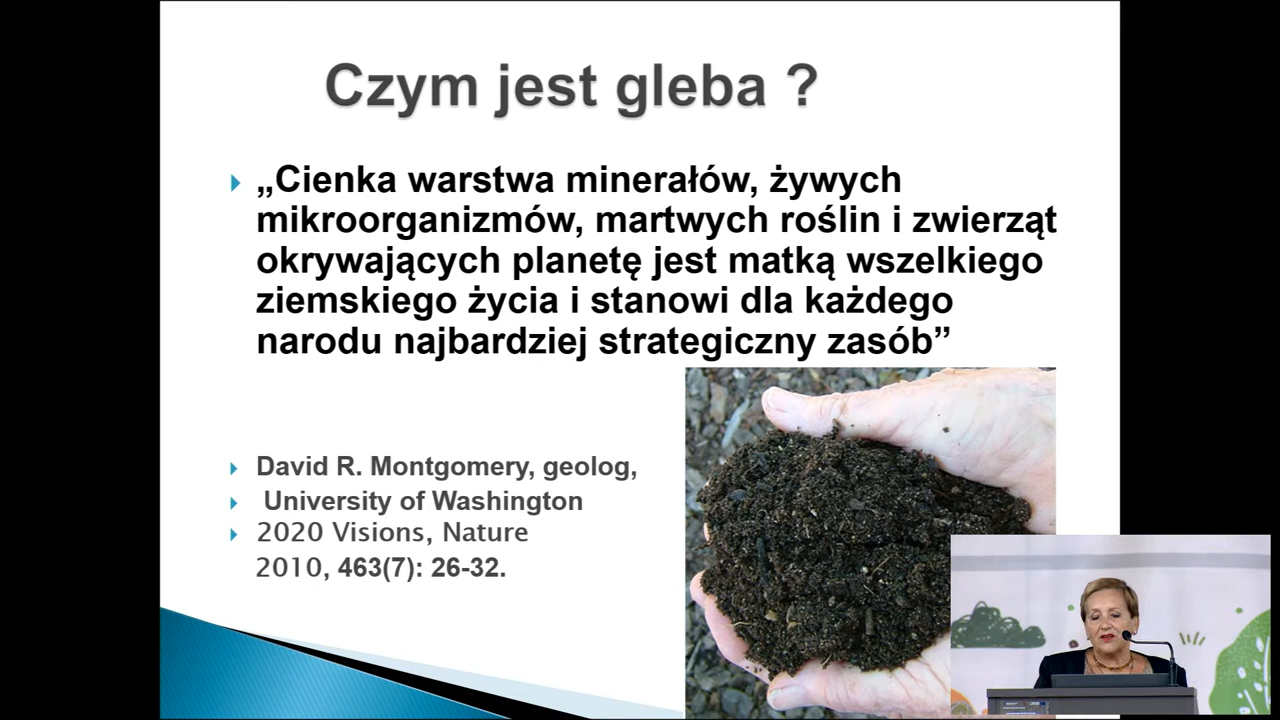 Czym jest gleba ?
„Cienka warstwa minerałów, żywych
mikroorganizmów, martwych roślin i zwierząt
okrywających planetę jest matką wszelkiego
ziemskiego życia i stanowi dla każdego
narodu najbardziej strategiczny zasób”
David R. Montgomery, geolog,
University of Washington
2020 Visions, Nature
2010, 463(7): 26-32.